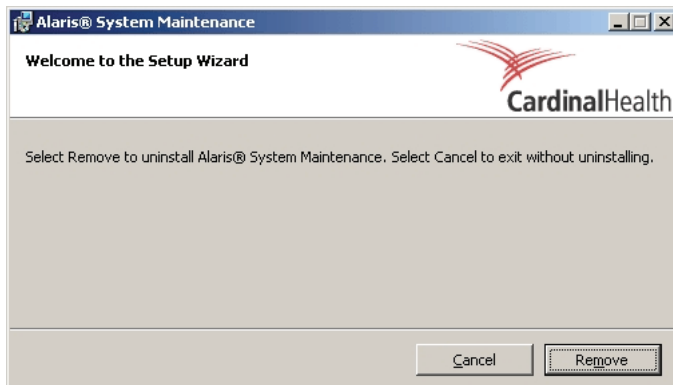 Alaris® System Maintenance
Welcome to the Setup Wizard
CardinalHealth
Select Remove to uninstall Alaris® System Maintenance. Select Cancel to exit without uninstalling.
Cancel
Remove